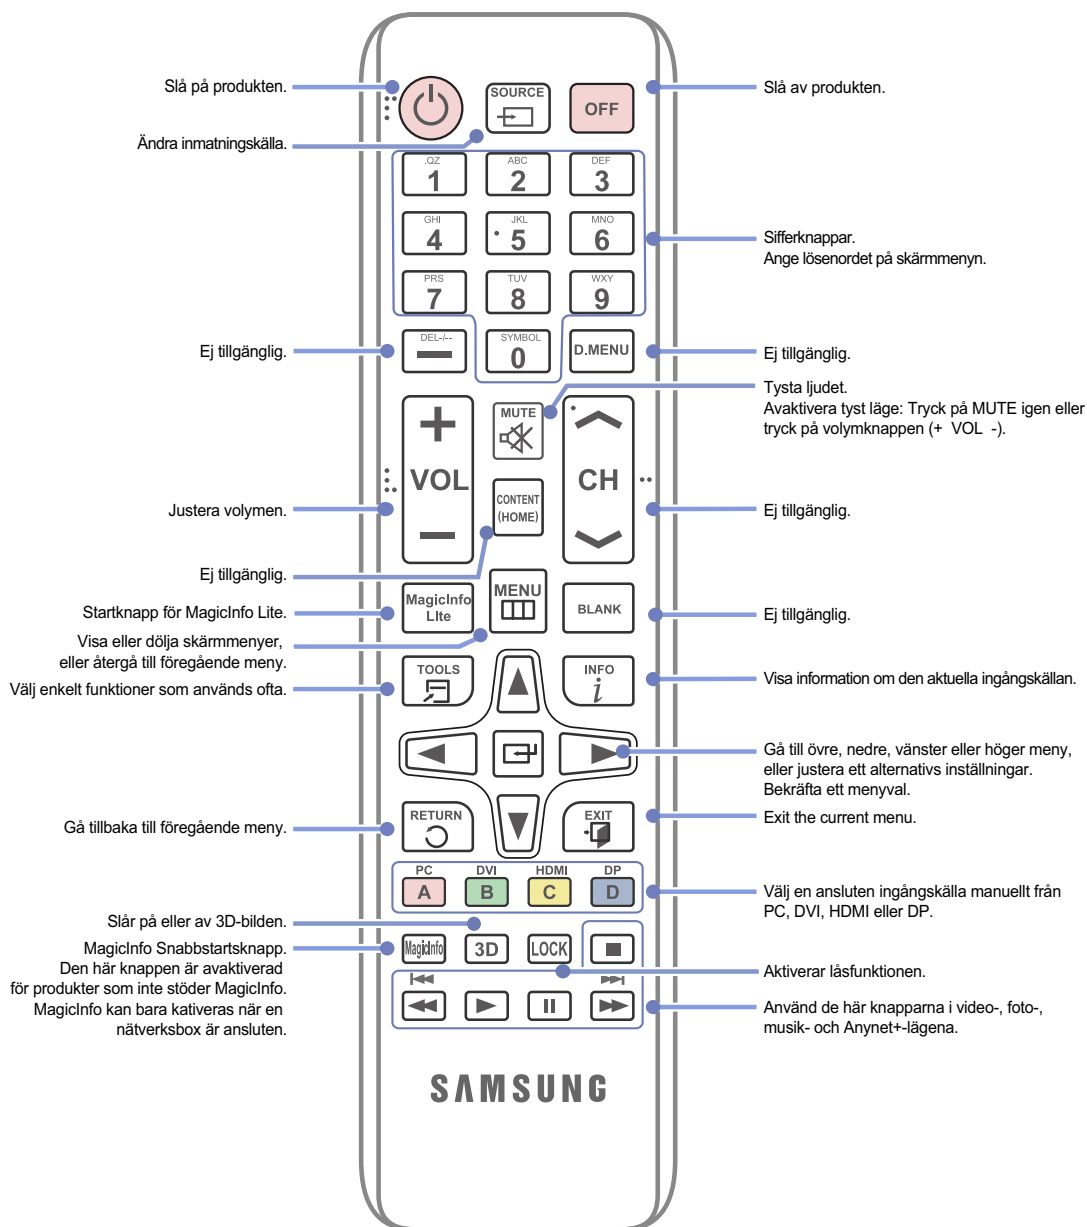 Slå på produkten.
SOURCE
OFF
Slå av produkten.
Ändra inmatningskälla.
.QZ
1
ABC
2
DEF
3
GHI
4
JKL
5
MNO
6
Sifferknappar.
Ange lösenordet på skärmmenyn.
PRS
7
TUV
8
WXY
9
Ej tillgänglig.
DEL-/--
SYMBOL
0
D.MENU
Ej tillgänglig.
Tysta ljudet.
Avaktivera tyst läge: Tryck på MUTE igen eller
tryck på volymknappen (+ VOL -).
MUTE
+
VOL
−
CH
Justera volymen.
CONTENT
(HOME)
Ej tillgänglig.
Ej tillgänglig.
Startknapp för MagicInfo Lite.
MagicInfo
LIte
MENU
BLANK
Ej tillgänglig.
Visa eller dölja skärmmenyer,
eller återgå till föregående meny.
Välj enkelt funktioner som används ofta.
TOOLS
INFO
i
Visa information om den aktuella ingångskällan.
Gå till övre, nedre, vänster eller höger meny,
eller justera ett alternativs inställningar.
Bekräfta ett menyval.
Gå tillbaka till föregående meny.
RETURN
EXIT
Exit the current menu.
PC
DVI
HDMI
DP
A
B
C
D
Välj en ansluten ingångskälla manuellt från
PC, DVI, HDMI eller DP.
Slår på eller av 3D-bilden.
MagicInfo Snabbstartsknapp.
Den här knappen är avaktiverad
för produkter som inte stöder MagicInfo.
MagicInfo kan bara kativeras när en
nätverksbox är ansluten.
MagicInfo
3D
LOCK
Aktiverar låsfunktionen.
Använd de här knapparna i video-, foto-,
musik- och Anynet+-lägena.
SAMSUNG